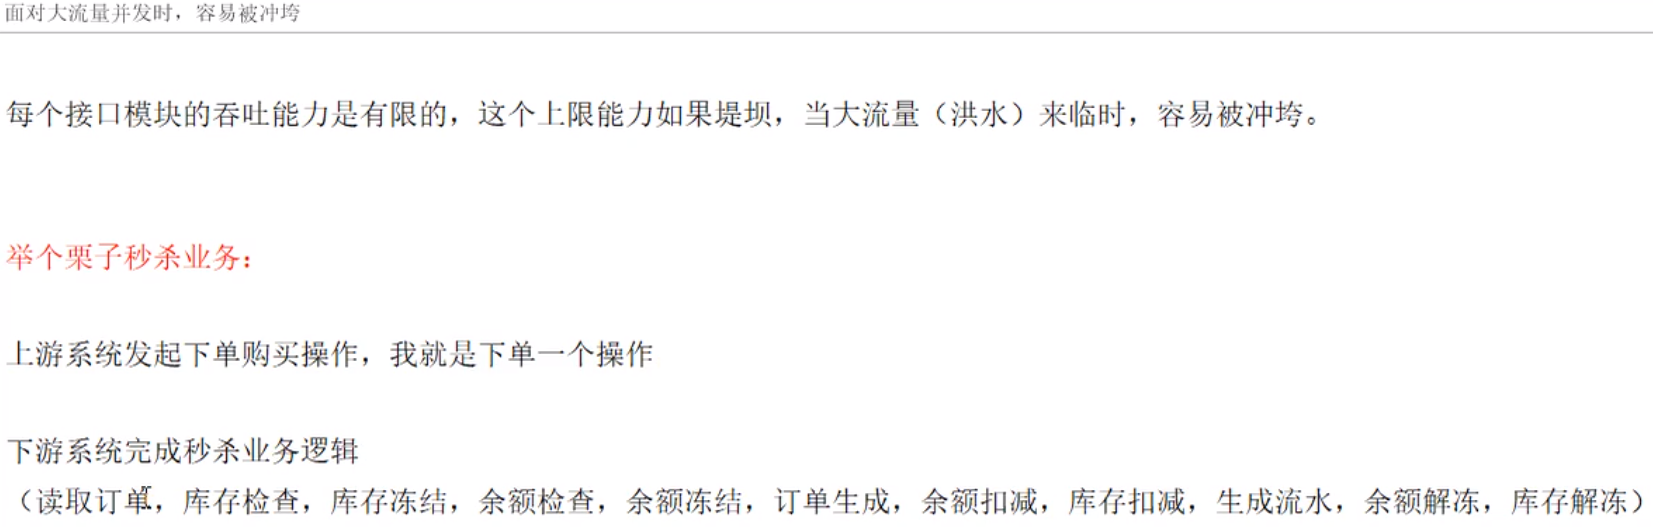 面对大流量并发时，容易被冲垮
每个接口模块的吞吐能力是有限的，这个上限能力如果堤坝，当大流量（洪水）来临时，容易被冲垮。
举个栗子秒杀业务：
上游系统发起下单购买操作，我就是下单一个操作
下游系统完成秒杀业务逻辑
（读取订单，库存检查，库存冻结，余额检查，余额冻结，订单生成，余额扣减，库存扣减，生成流水，余额解冻，库存解冻）